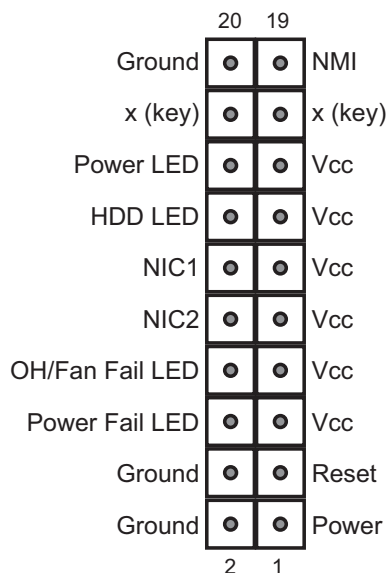 20 19
Ground NMI
x (key) x (key)
Power LED Vcc
HDD LED Vcc
NIC1 Vcc
NIC2 Vcc
OH/Fan Fail LED Vcc
Power Fail LED Vcc
Ground Reset
Ground Power
2 1